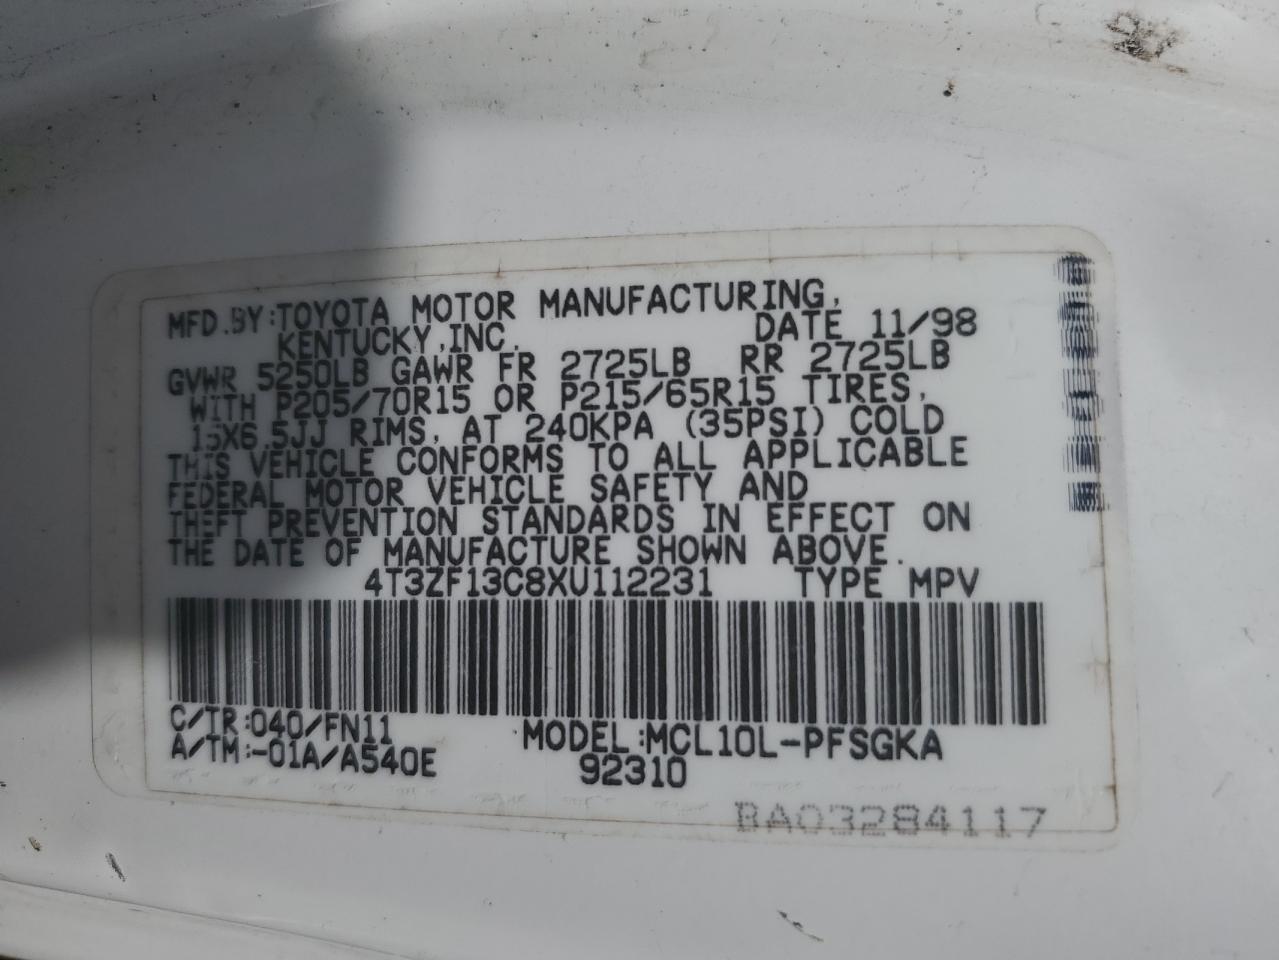 MFD.BY:TOYOTA MOTOR MANUFACTURING,
KENTUCKY,INC. DATE 11/98
GVWR 5250LB GAWR FR 2725LB RR 2725LB
WITH P205/70R15 OR P215/65R15 TIRES,
15X6.5JJ RIMS, AT 240KPA (35PSI) COLD
THIS VEHICLE CONFORMS TO ALL APPLICABLE
FEDERAL MOTOR VEHICLE SAFETY AND
THEFT PREVENTION STANDARDS IN EFFECT ON
THE DATE OF MANUFACTURE SHOWN ABOVE.
4T3ZF13C8XU112231 TYPE MPV
C/TR:040/FN11 MODEL:MCL10L-PFSGKA
A/TM:-01A/A540E 92310
BA03284117